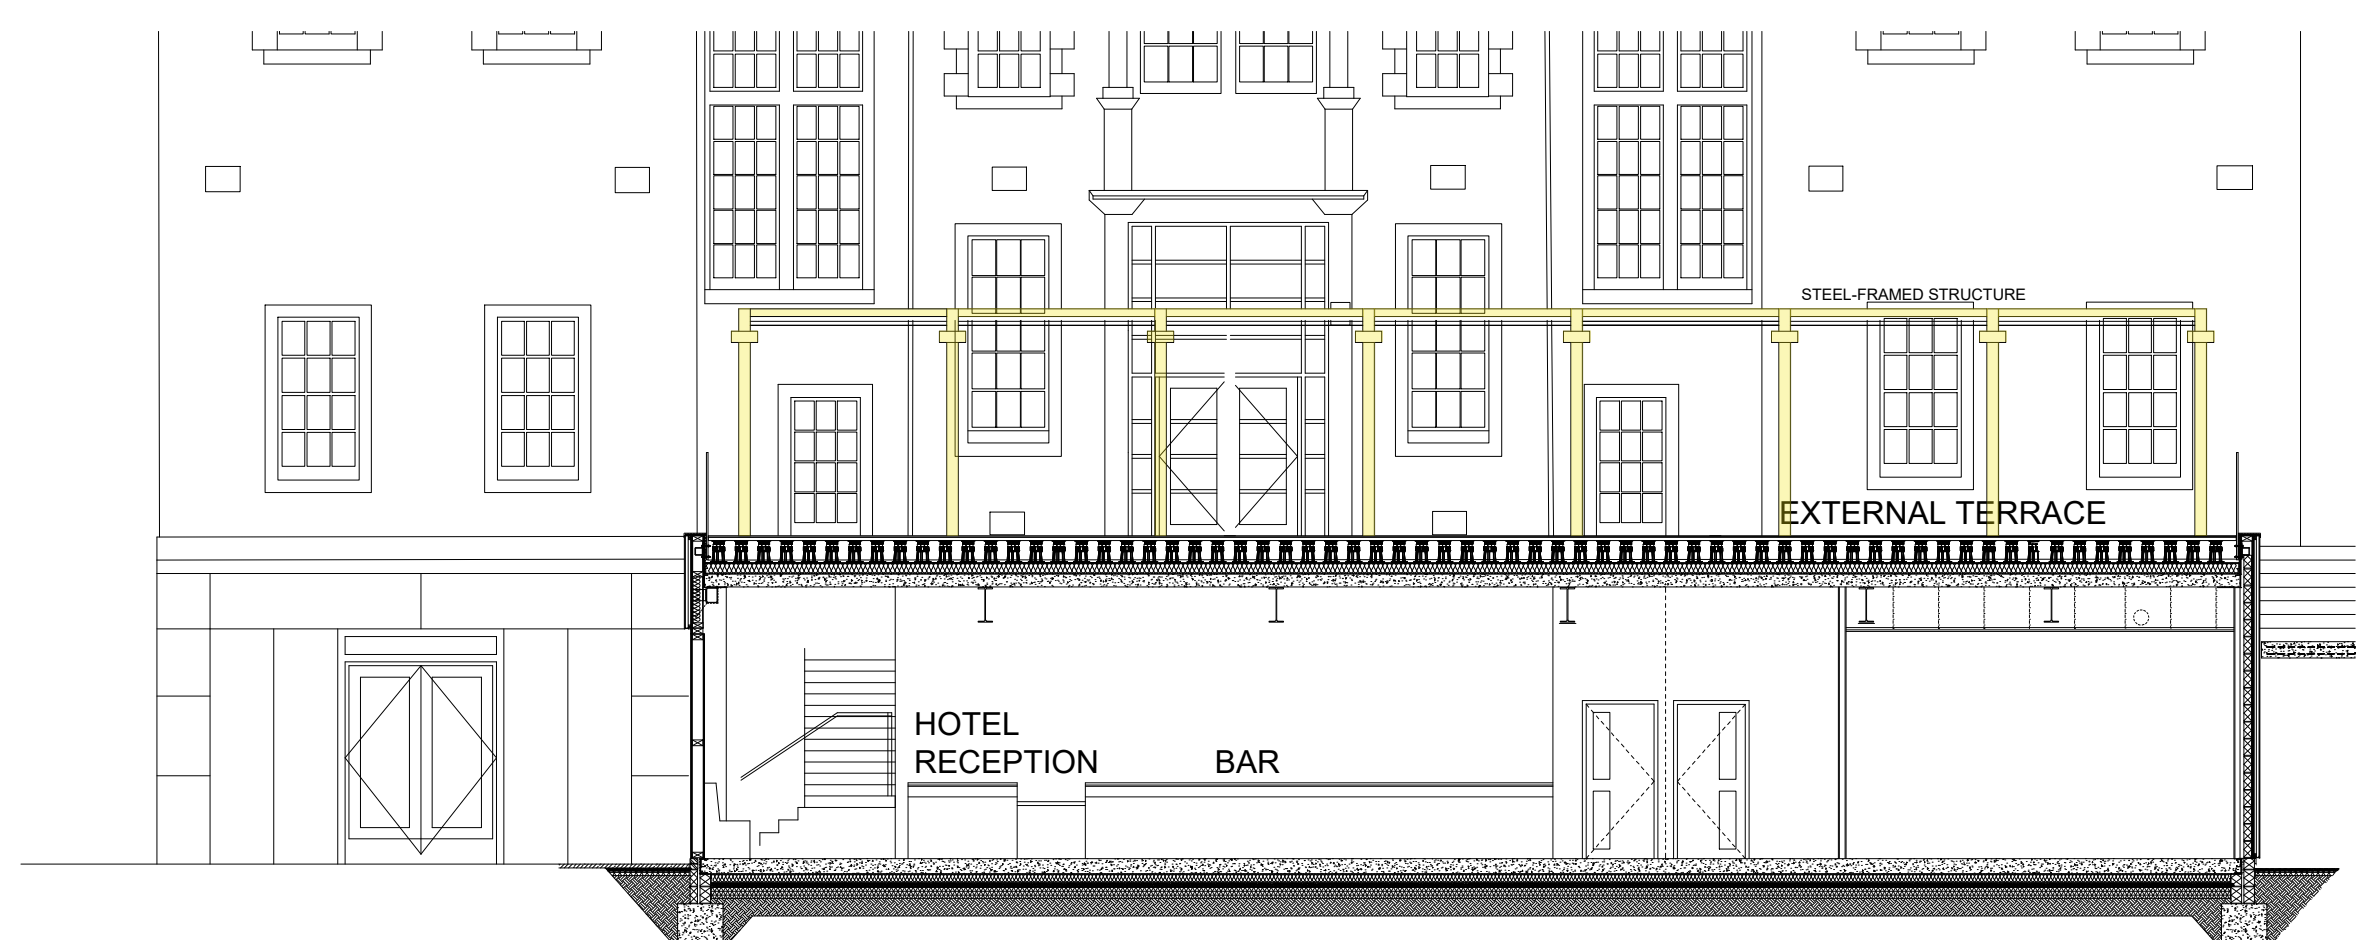 STEEL-FRAMED STRUCTURE
EXTERNAL TERRACE
HOTEL
RECEPTION
BAR